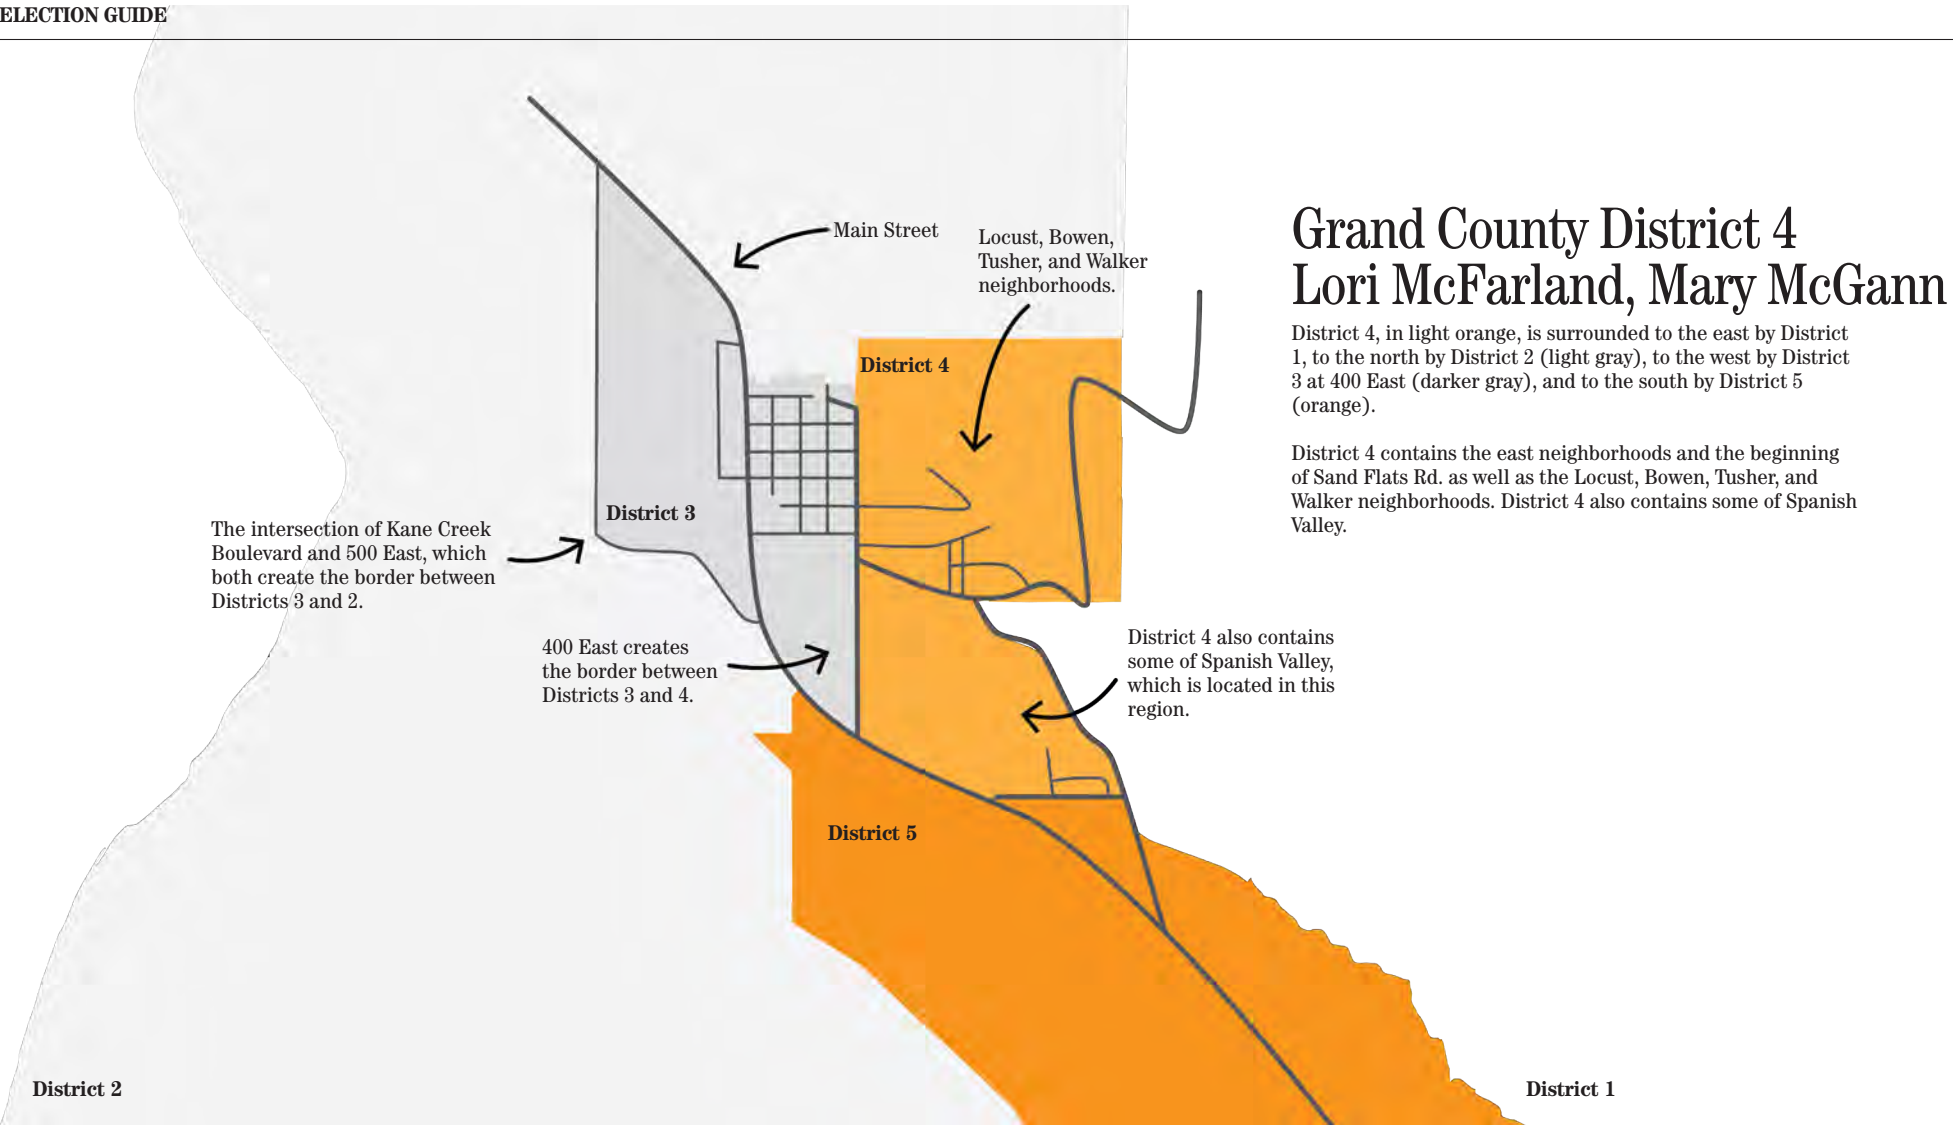 ELECTION GUIDE
Main Street
Locust, Bowen,
Tusher, and Walker
neighborhoods.
Grand County District 4
Lori McFarland, Mary McGann
District 4, in light orange, is surrounded to the east by District
1, to the north by District 2 (light gray), to the west by District
3 at 400 East (darker gray), and to the south by District 5
(orange).
District 4 contains the east neighborhoods and the beginning
of Sand Flats Rd. as well as the Locust, Bowen, Tusher, and
Walker neighborhoods. District 4 also contains some of Spanish
Valley.
District 4
District 3
The intersection of Kane Creek
Boulevard and 500 East, which
both create the border between
Districts 3 and 2.
400 East creates
the border between
Districts 3 and 4.
District 4 also contains
some of Spanish Valley,
which is located in this
region.
District 5
District 2
District 1